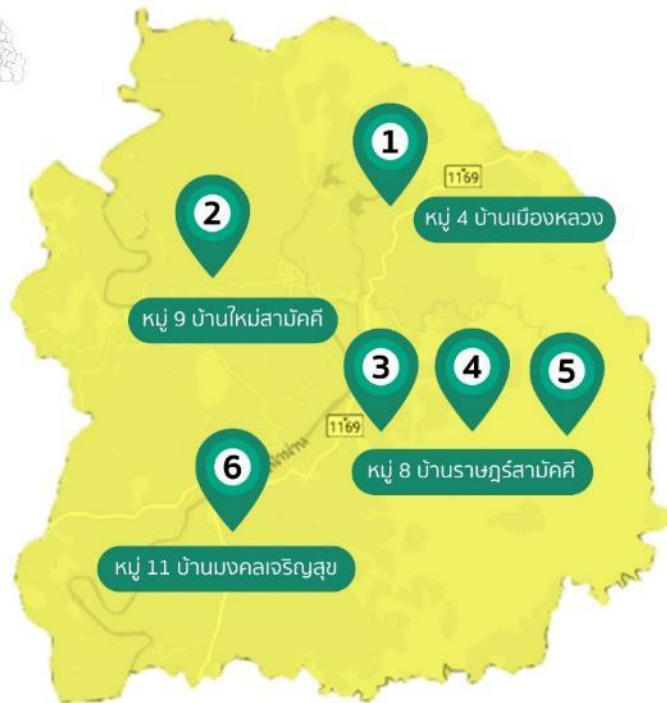 1
1169
หมู่ 4 บ้านเมืองหลวง
2
หมู่ 9 บ้านใหม่สามัคคี
3
4
5
1169
หมู่ 8 บ้านราษฎร์สามัคคี
6
หมู่ 11 บ้านมงคลเจริญสุข